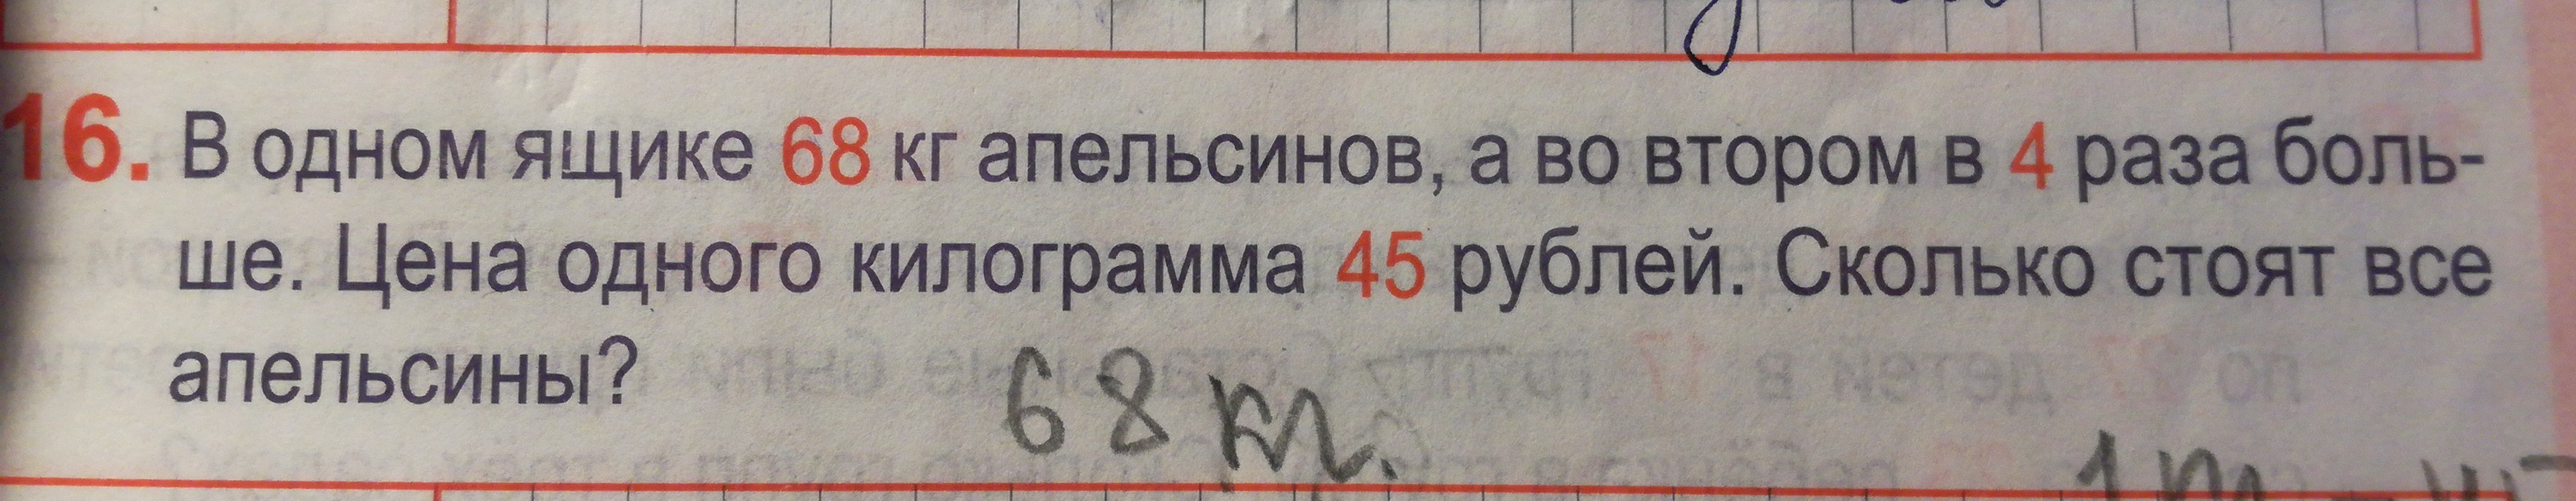 16. В одном ящике 68 кг апельсинов, а во втором в 4 раза боль-
ше. Цена одного килограмма 45 рублей. Сколько стоят все
апельсины?
68 кг.